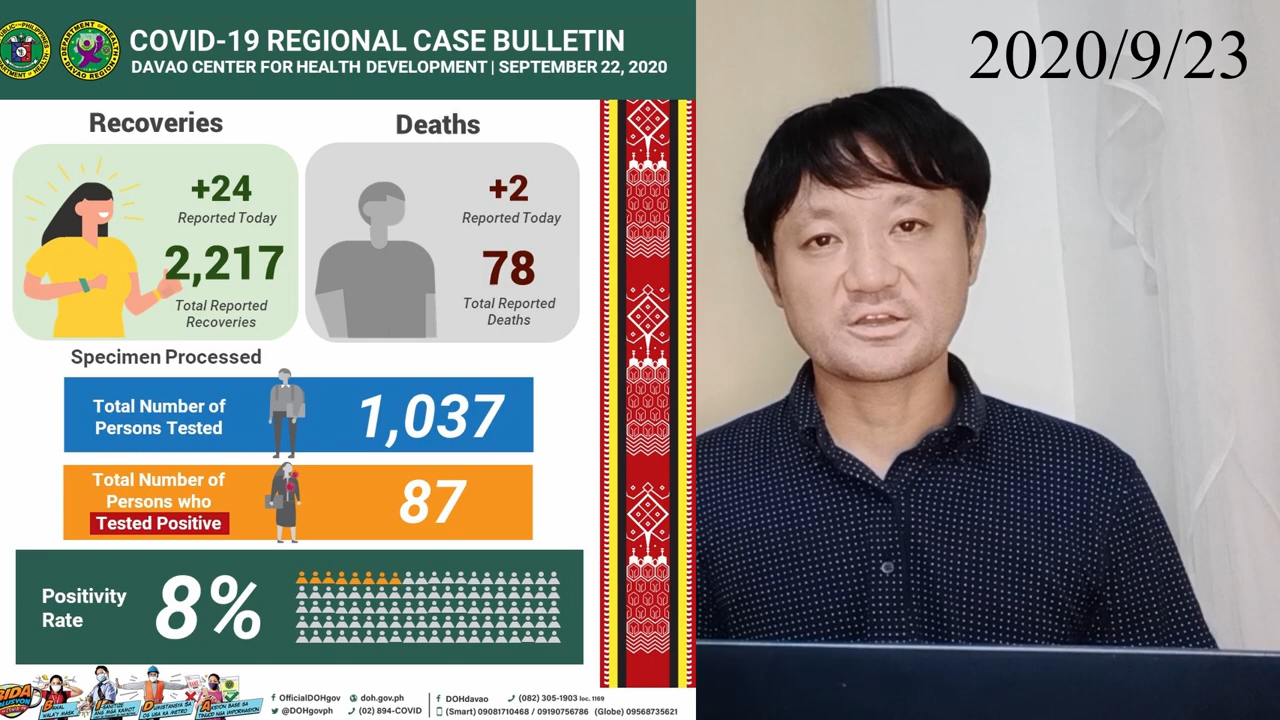 COVID-19 REGIONAL CASE BULLETIN
DAVAO CENTER FOR HEALTH DEVELOPMENT | SEPTEMBER 22, 2020
2020/9/23
Recoveries
+24
Reported Today
2,217
Total Reported
Recoveries
Deaths
+2
Reported Today
78
Total Reported
Deaths
Specimen Processed
Total Number of
Persons Tested
1,037
Total Number of
Persons who
Tested Positive
87
Positivity
Rate
8%
BIDA
OfficialDOHgov
doh.gov.ph
@DOHgovph
(02) 894-COVID
DOHdavao
(082) 305-1903 loc. 1169
(Smart) 09081710468 / 09190756786 (Globe) 09568735621